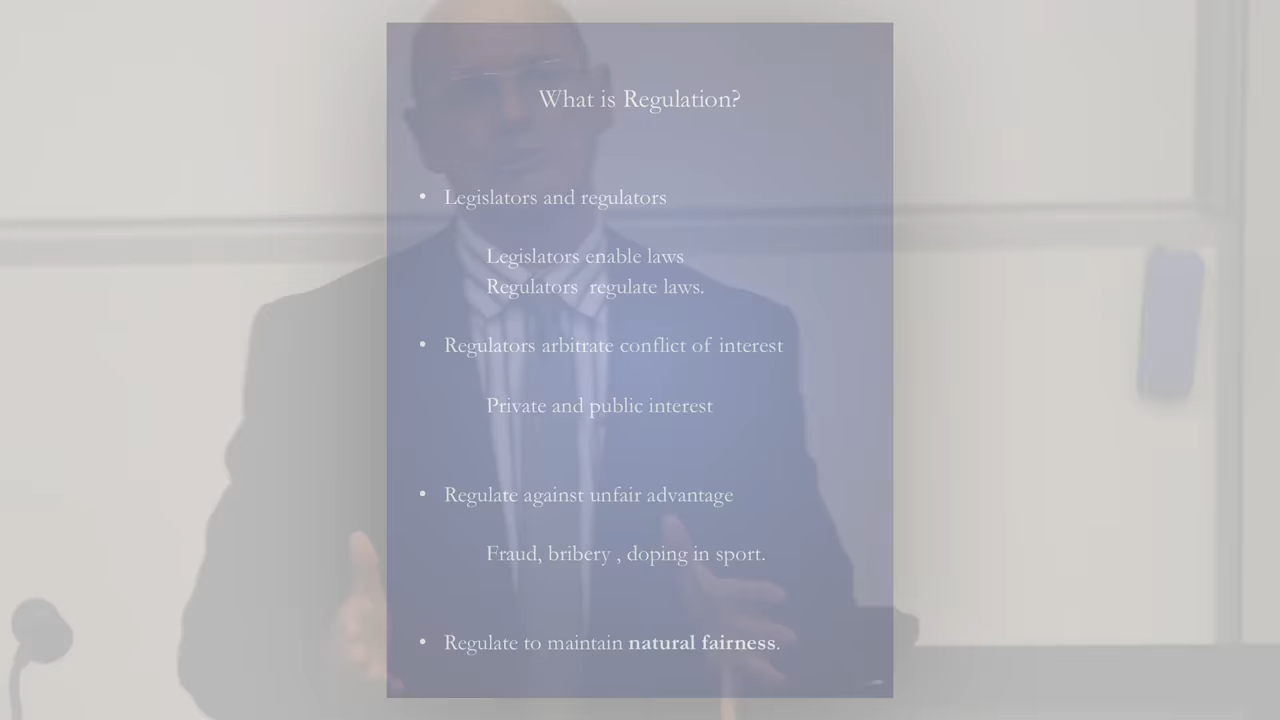 What is Regulation?
• Legislators and regulators
Legislators enable laws
Regulators  regulate laws.
• Regulators arbitrate conflict of interest
Private and public interest
• Regulate against unfair advantage
Fraud, bribery , doping in sport.
• Regulate to maintain natural fairness.